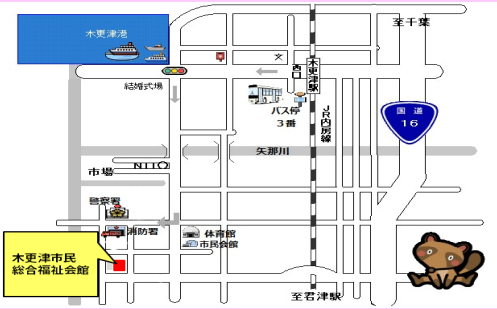 木更津港
至千葉
文
西口
木更津駅
結婚式場
バス停
3番
JR内房線
国道
16
矢那川
NITO
市場
警察署
消防署
体育館
市民会館
木更津市民
総合福祉会館
至君津駅